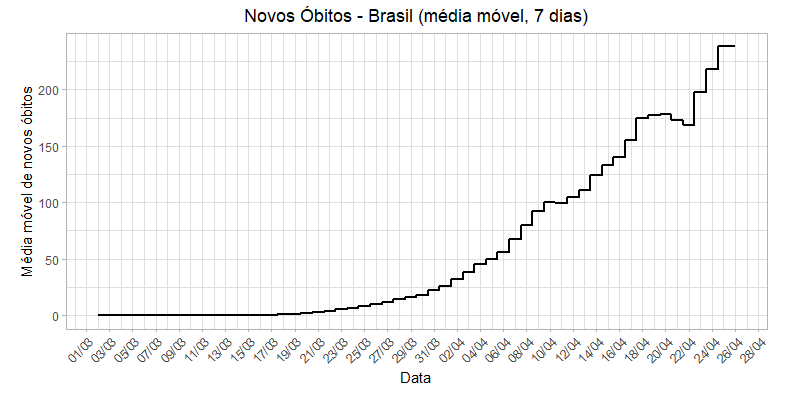 Novos Óbitos - Brasil (média móvel, 7 dias)
Média móvel de novos óbitos
200
150
100
50
0
01/03 03/03 05/03 07/03 09/03 11/03 13/03 15/03 17/03 19/03 21/03 23/03 25/03 27/03 29/03 31/03 02/04 04/04 06/04 08/04 10/04 12/04 14/04 16/04 18/04 20/04 22/04 24/04 26/04 28/04
Data